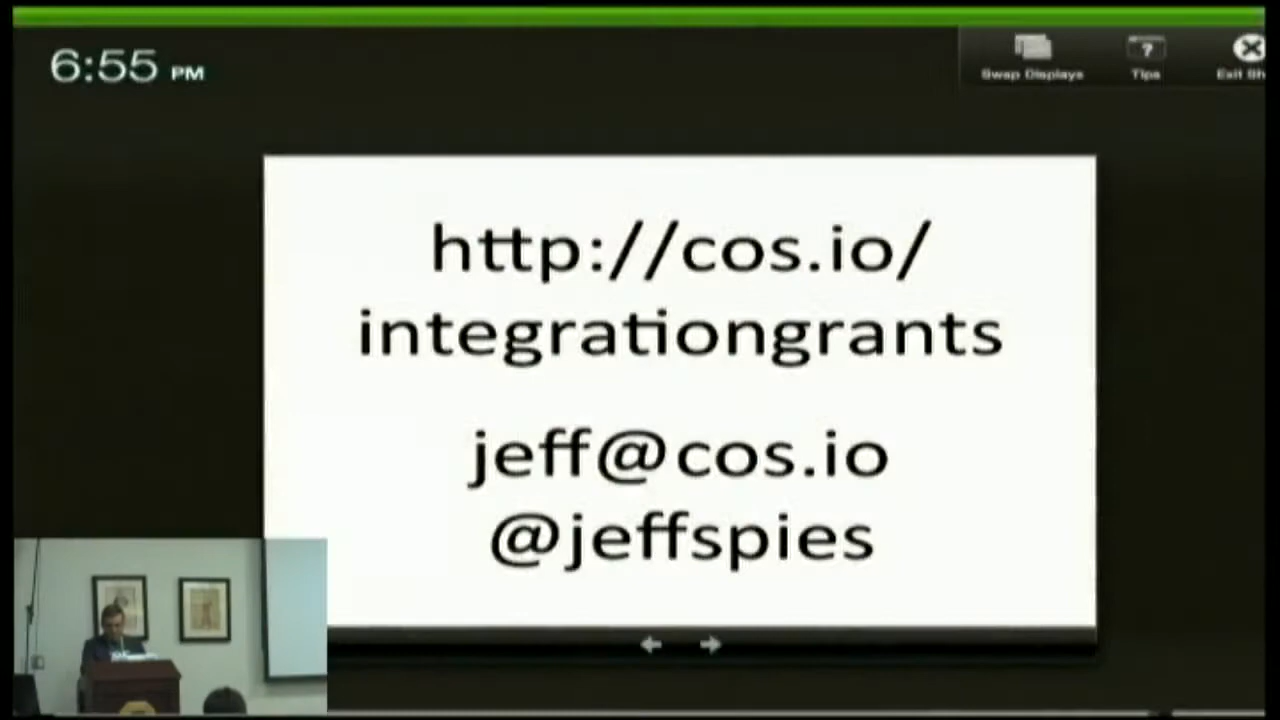 6:55 PM
Swap Displays
Tips
Exit Sh
http://cos.io/
integrationgrants
jeff@cos.io
@jeffspies